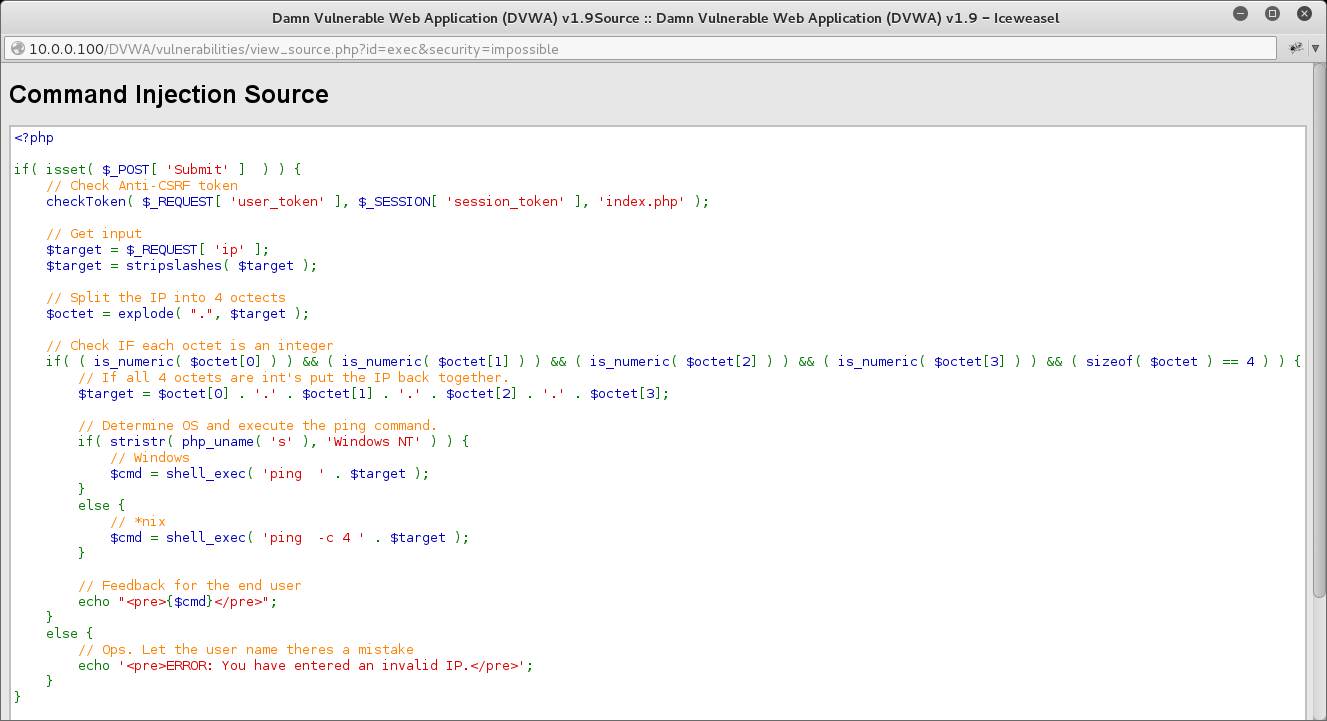 Damn Vulnerable Web Application (DVWA) v1.9Source :: Damn Vulnerable Web Application (DVWA) v1.9 – Iceweasel
10.0.0.100/DVWA/vulnerabilities/view_source.php?id=exec&security=impossible
Command Injection Source
<?php
if( isset( $_POST[ 'Submit' ]  ) ) {
    // Check Anti-CSRF token
    checkToken( $_REQUEST[ 'user_token' ], $_SESSION[ 'session_token' ], 'index.php' );
    // Get input
    $target = $_REQUEST[ 'ip' ];
    $target = stripslashes( $target );
    // Split the IP into 4 octects
    $octet = explode( ".", $target );
    // Check IF each octet is an integer
    if( ( is_numeric( $octet[0] ) ) && ( is_numeric( $octet[1] ) ) && ( is_numeric( $octet[2] ) ) && ( is_numeric( $octet[3] ) ) && ( sizeof( $octet ) == 4 ) ) {
        // If all 4 octets are int's put the IP back together.
        $target = $octet[0] . '.' . $octet[1] . '.' . $octet[2] . '.' . $octet[3];
        // Determine OS and execute the ping command.
        if( stristr( php_uname( 's' ), 'Windows NT' ) ) {
            // Windows
            $cmd = shell_exec( 'ping  ' . $target );
        }
        else {
            // *nix
            $cmd = shell_exec( 'ping  -c 4 ' . $target );
        }
        // Feedback for the end user
        echo "<pre>{$cmd}</pre>";
    }
    else {
        // Ops. Let the user name theres a mistake
        echo '<pre>ERROR: You have entered an invalid IP.</pre>';
    }
}